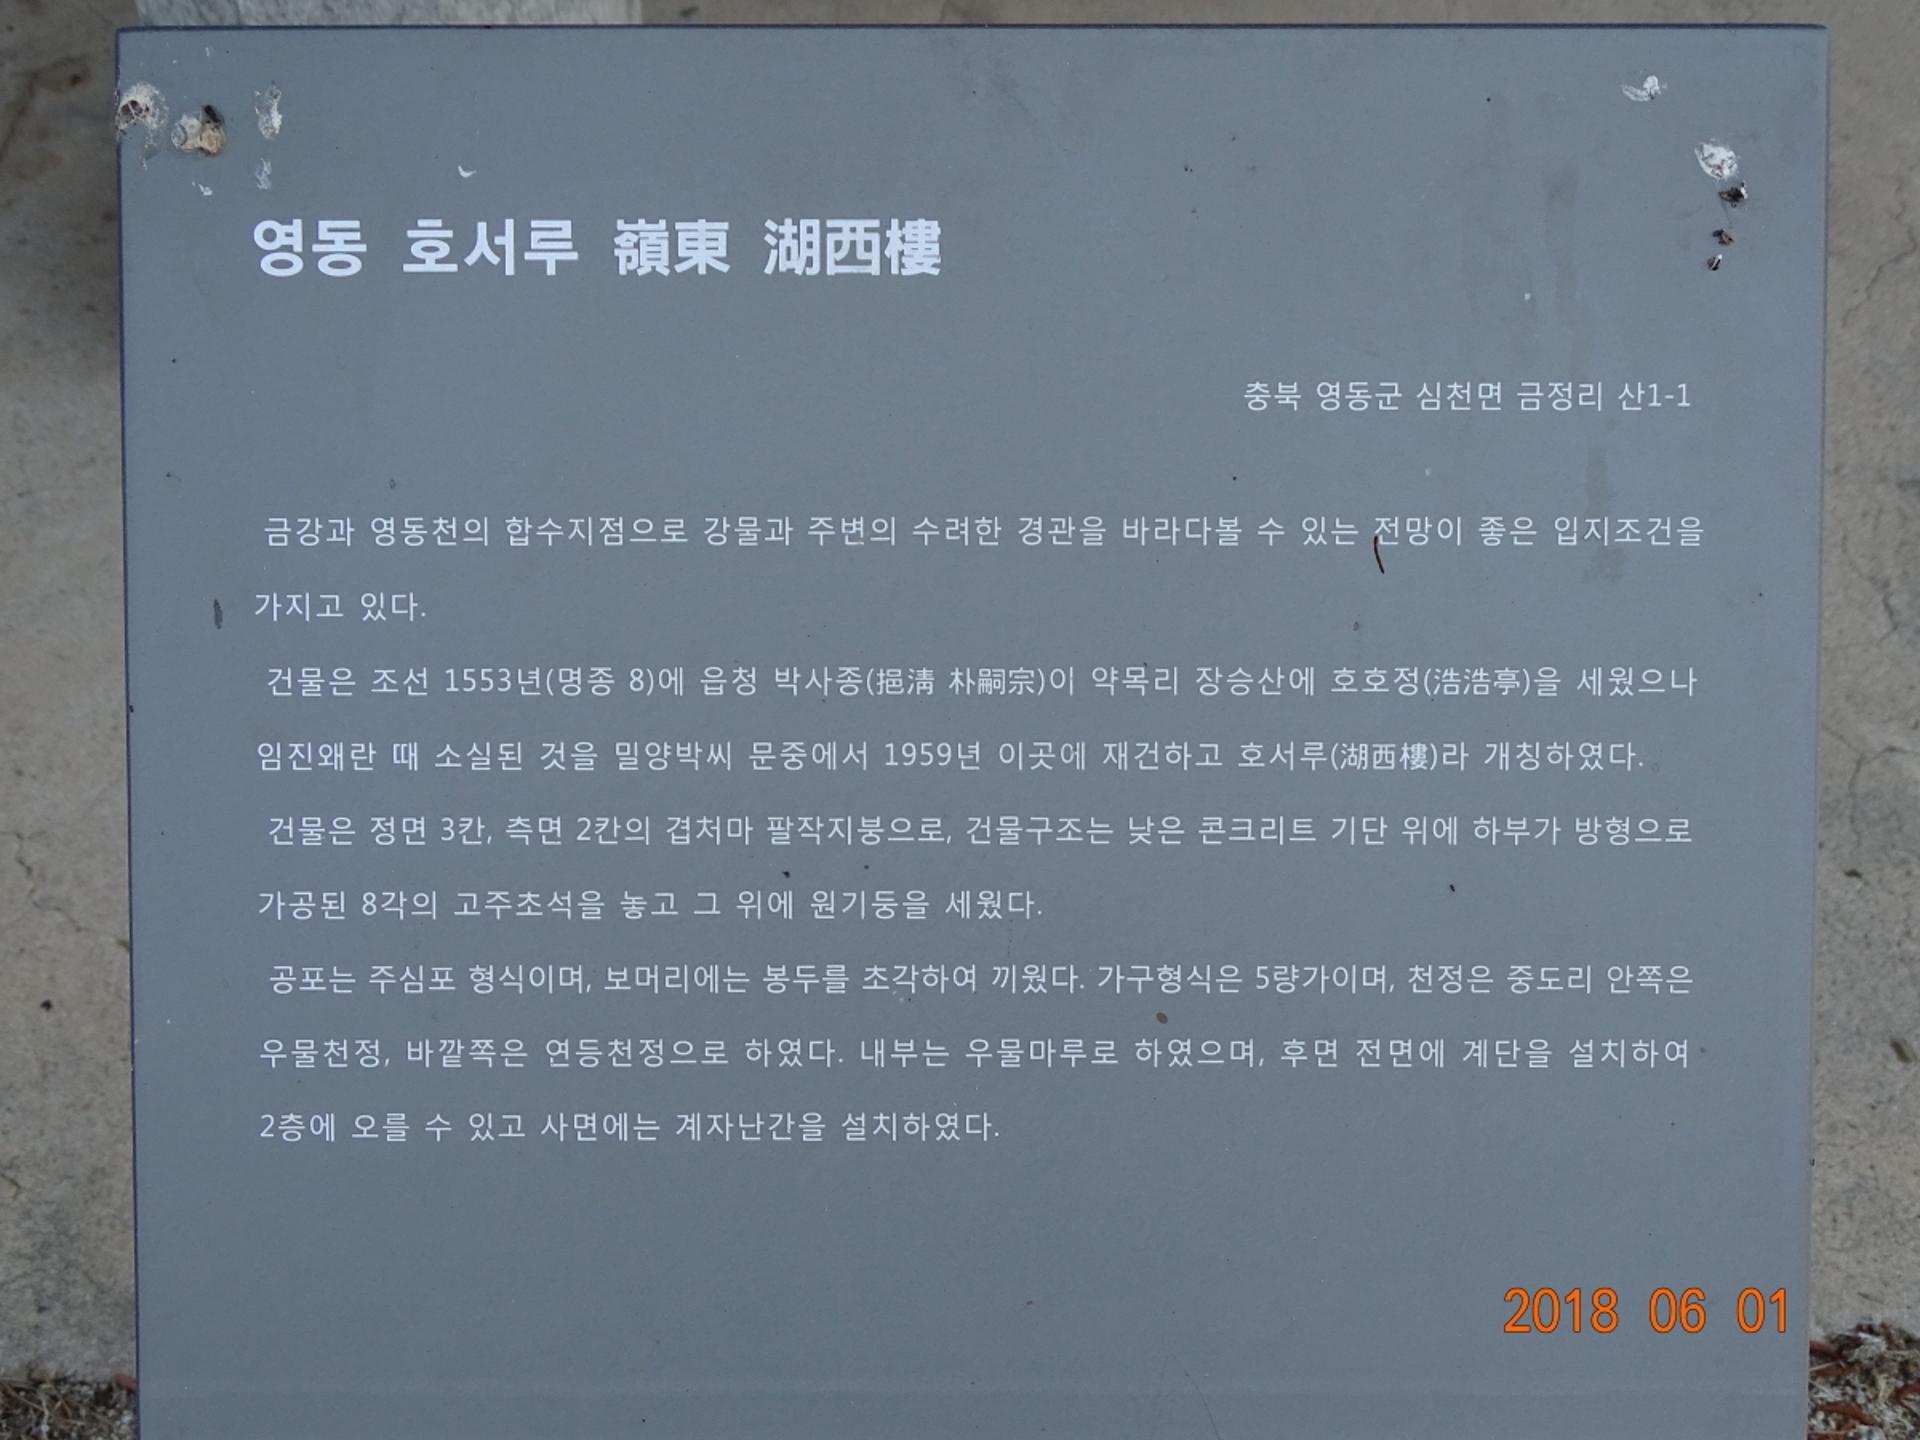 영동 호서루 嶺東 湖西樓
충북 영동군 심천면 금정리 산1-1
금강과 영동천의 합수지점으로 강물과 주변의 수려한 경관을 바라다볼 수 있는 전망이 좋은 입지조건을
가지고 있다.
건물은 조선 1553년(명종 8)에 읍청 박사종(挹淸 朴嗣宗)이 약목리 장승산에 호호정(浩浩亭)을 세웠으나
임진왜란 때 소실된 것을 밀양박씨 문중에서 1959년 이곳에 재건하고 호서루(湖西樓)라 개칭하였다.
건물은 정면 3칸, 측면 2칸의 겹처마 팔작지붕으로, 건물구조는 낮은 콘크리트 기단 위에 하부가 방형으로
가공된 8각의 고주초석을 놓고 그 위에 원기둥을 세웠다.
공포는 주심포 형식이며, 보머리에는 봉두를 초각하여 끼웠다. 가구형식은 5량가이며, 천정은 중도리 안쪽은
우물천정, 바깥쪽은 연등천정으로 하였다. 내부는 우물마루로 하였으며, 후면 전면에 계단을 설치하여
2층에 오를 수 있고 사면에는 계자난간을 설치하였다.
2018 06 01